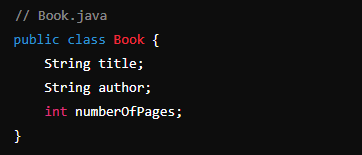 // Book.java
public class Book {
    String title;
    String author;
    int numberOfPages;
}